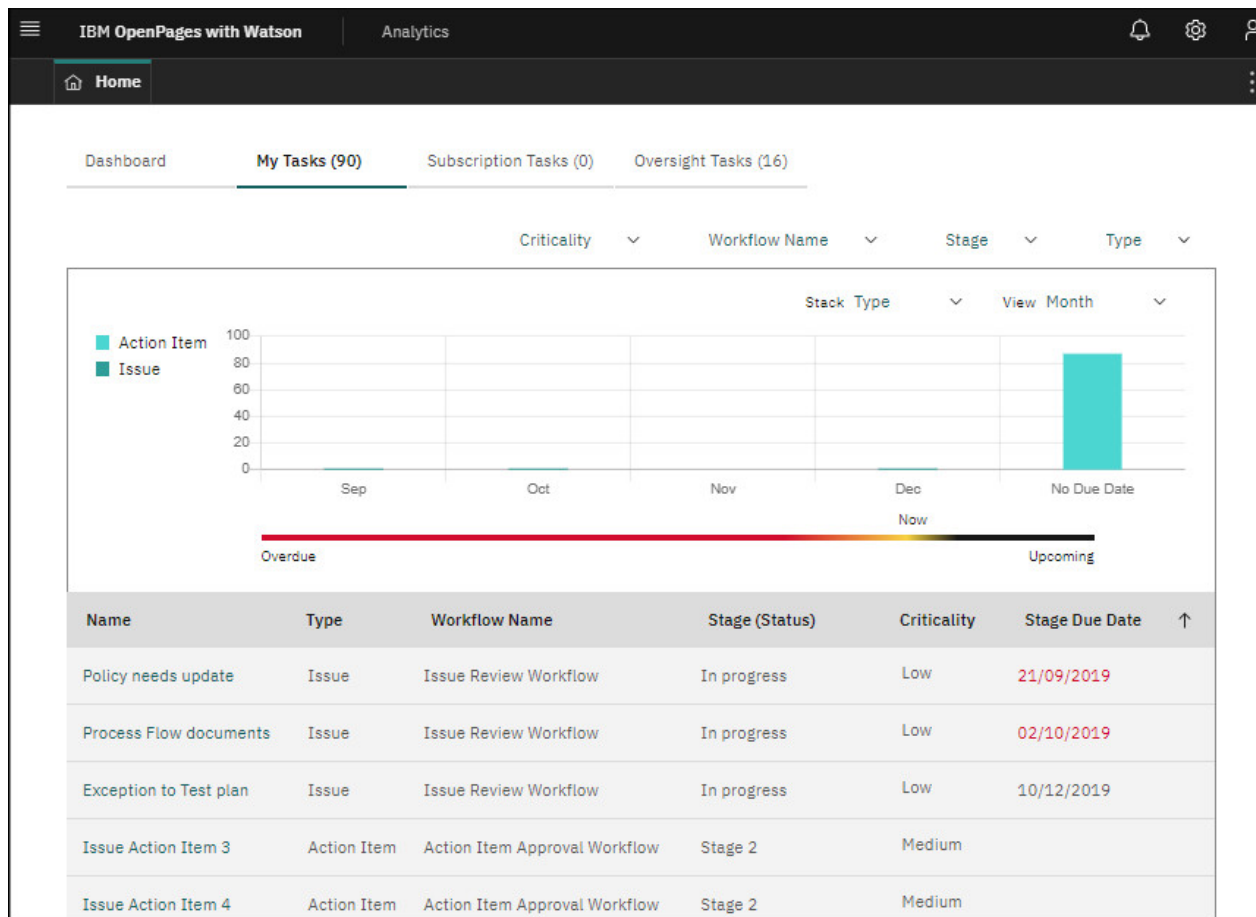 IBM OpenPages with Watson Analytics
Home
Dashboard My Tasks (90) Subscription Tasks (0) Oversight Tasks (16)
Criticality Workflow Name Stage Type
Stack Type View Month
Action Item
Issue
100
80
60
40
20
0
Sep Oct Nov Dec No Due Date
Now
Overdue Upcoming
Name Type Workflow Name Stage (Status) Criticality Stage Due Date
Policy needs update Issue Issue Review Workflow In progress Low 21/09/2019
Process Flow documents Issue Issue Review Workflow In progress Low 02/10/2019
Exception to Test plan Issue Issue Review Workflow In progress Low 10/12/2019
Issue Action Item 3 Action Item Action Item Approval Workflow Stage 2 Medium
Issue Action Item 4 Action Item Action Item Approval Workflow Stage 2 Medium